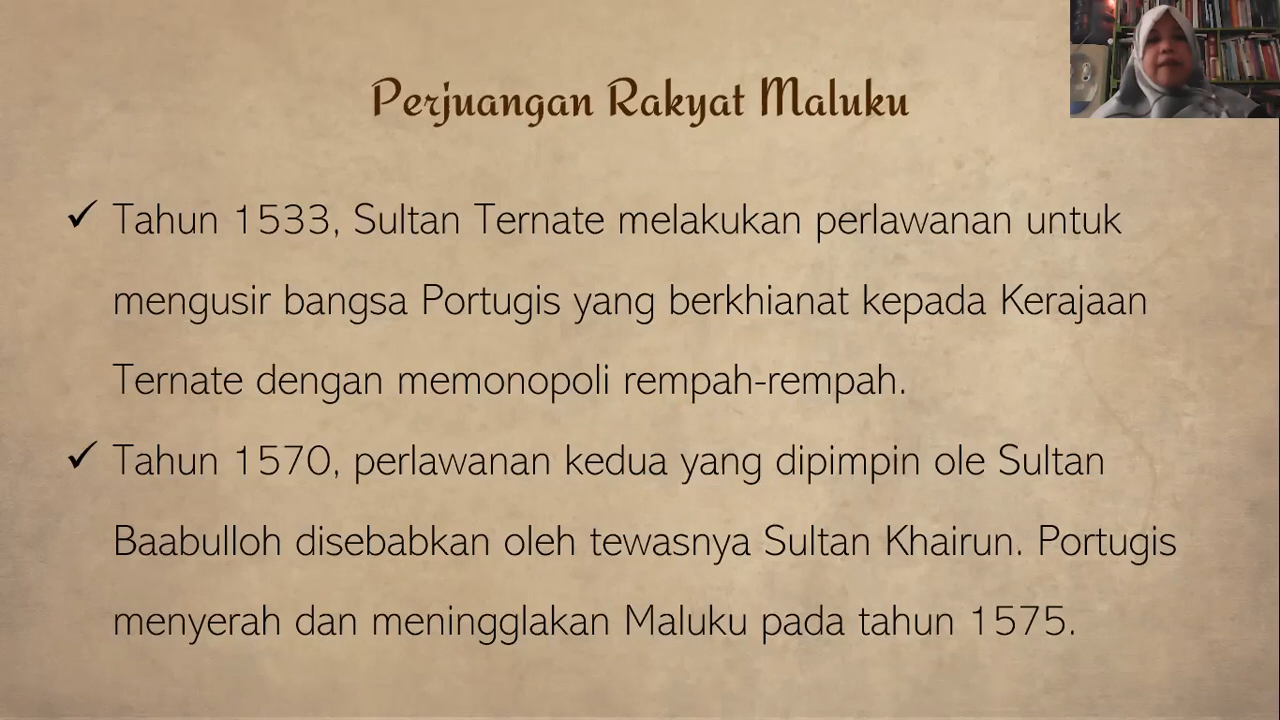 Perjuangan Rakyat Maluku
✓ Tahun 1533, Sultan Ternate melakukan perlawanan untuk
mengusir bangsa Portugis yang berkhianat kepada Kerajaan
Ternate dengan memonopoli rempah-rempah.
✓ Tahun 1570, perlawanan kedua yang dipimpin ole Sultan
Baabulloh disebabkan oleh tewasnya Sultan Khairun. Portugis
menyerah dan meningglakan Maluku pada tahun 1575.